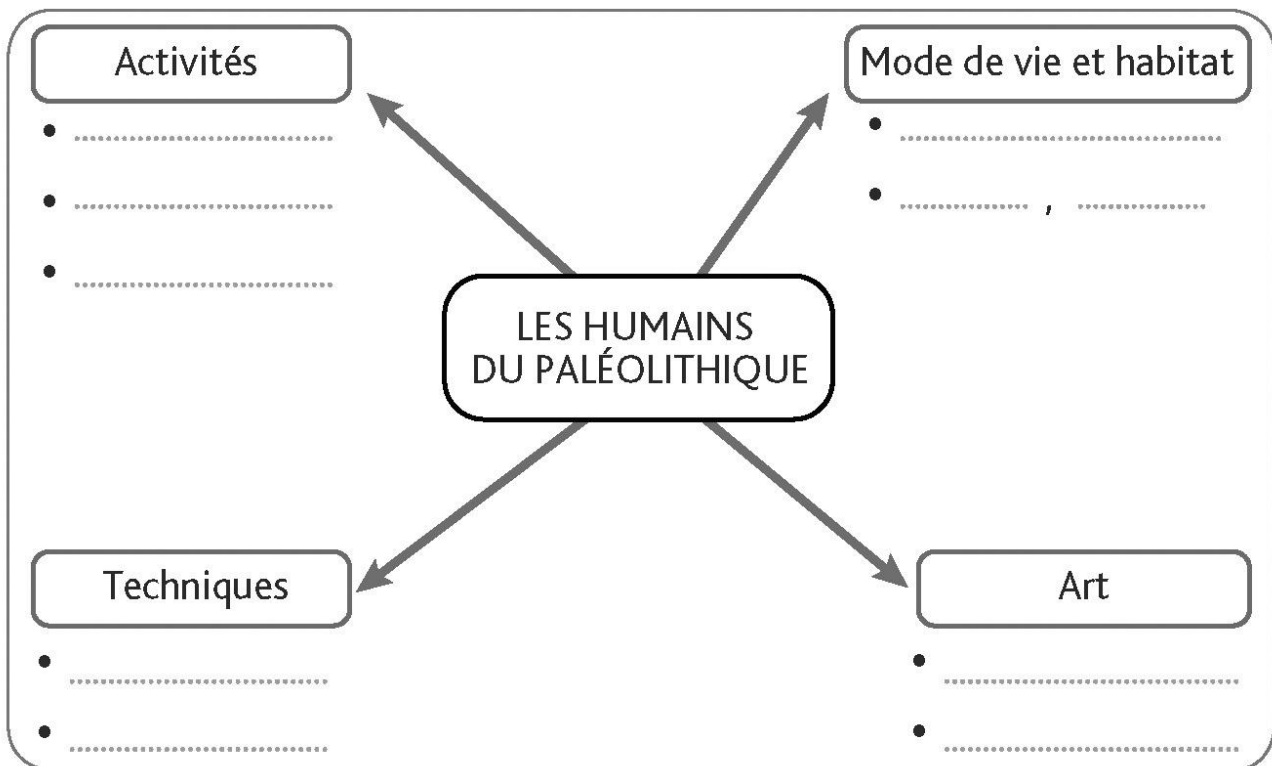 Activités
Mode de vie et habitat
•
•
•
•
• ,
LES HUMAINS
DU PALÉOLITHIQUE
Techniques
Art
•
•
•
•